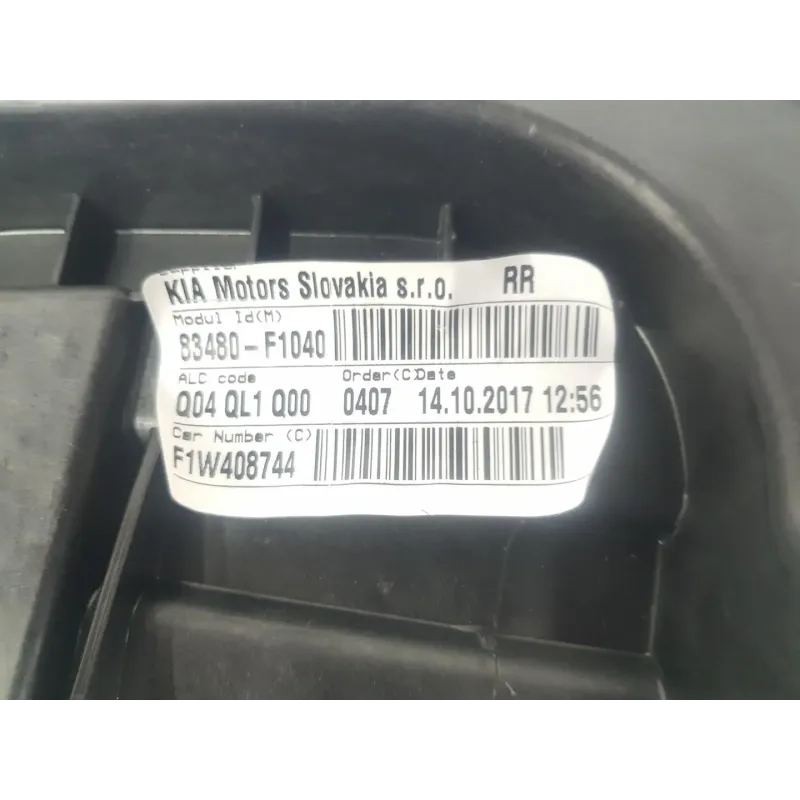 Supplier
KIA Motors Slovakia s.r.o. RR
Modul Id(M)
83480-F1040
ALC code Order(C)Date
Q04 QL1 Q00 0407 14.10.2017 12:56
Car Number (C)
F1W408744